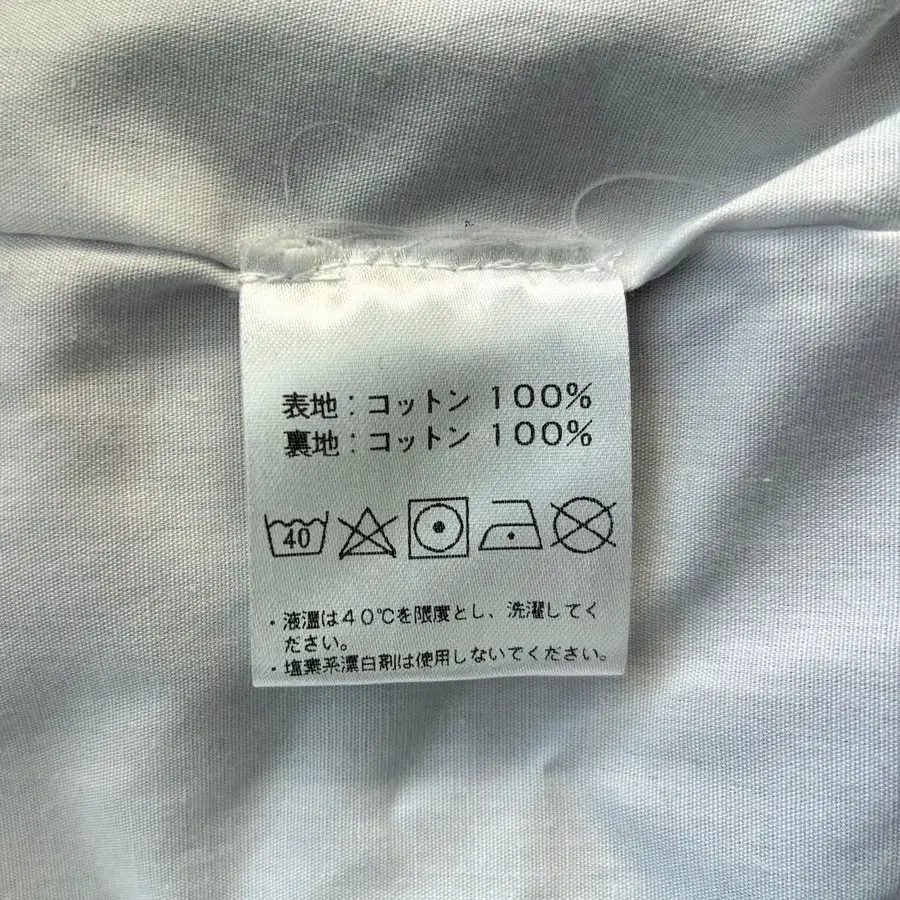 表地：コットン １００％
裏地：コットン １００％
40
・液温は４０℃を限度とし、洗濯してく
ださい。
・塩素系漂白剤は使用しないでください。